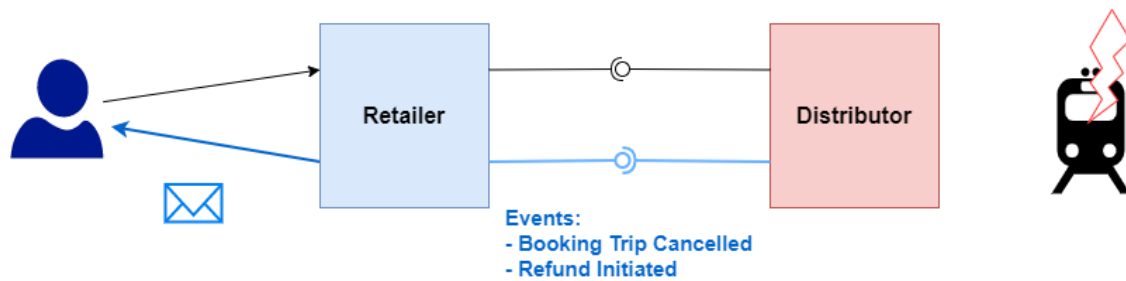 Retailer
Distributor
Events:
- Booking Trip Cancelled
- Refund Initiated